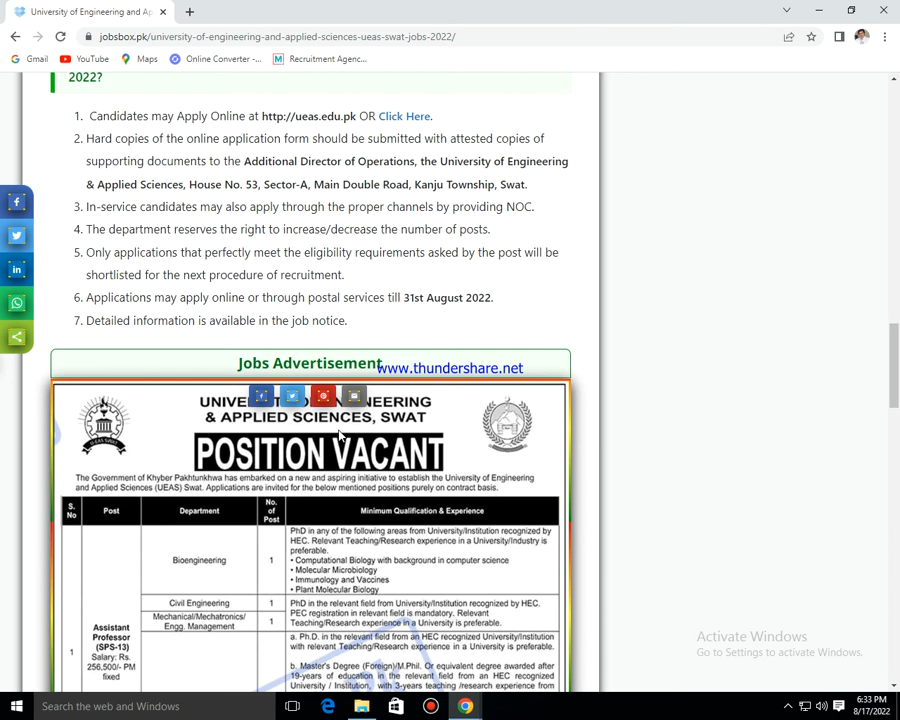 University of Engineering and Ap
jobsbox.pk/university-of-engineering-and-applied-sciences-ueas-swat-jobs-2022/
Gmail YouTube Maps Online Converter -... Recruitment Agenc...
2022?
1. Candidates may Apply Online at http://ueas.edu.pk OR Click Here.
2. Hard copies of the online application form should be submitted with attested copies of
supporting documents to the Additional Director of Operations, the University of Engineering
& Applied Sciences, House No. 53, Sector-A, Main Double Road, Kanju Township, Swat.
3. In-service candidates may also apply through the proper channels by providing NOC.
4. The department reserves the right to increase/decrease the number of posts.
5. Only applications that perfectly meet the eligibility requirements asked by the post will be
shortlisted for the next procedure of recruitment.
6. Applications may apply online or through postal services till 31st August 2022.
7. Detailed information is available in the job notice.
Jobs Advertisement
www.thundershare.net
UNIVE OF EN EERING
& APPLIED SCIENCES, SWAT
POSITION VACANT
The Government of Khyber Pakhtunkhwa has embarked on a new and aspiring initiative to establish the University of Engineering
and Applied Sciences (UEAS) Swat. Applications are invited for the below mentioned positions purely on contract basis.
S. No Post Department No. of Post Minimum Qualification & Experience
PhD in any of the following areas from University/Institution recognized by
HEC. Relevant Teaching/Research experience in a University/Industry is
preferable.
Bioengineering 1 • Computational Biology with background in computer science
• Molecular Microbiology
• Immunology and Vaccines
• Plant Molecular Biology
Civil Engineering 1 PhD in the relevant field from University/Institution recognized by HEC.
PEC registration in relevant field is mandatory. Relevant
Teaching/Research experience in a University is preferable.
Mechanical/Mechatronics/
Engg. Management 1
1 Assistant
Professor
(SPS-13)
Salary: Rs.
256,500/- PM
fixed
a. Ph.D. in the relevant field from an HEC recognized University/Institution
with relevant Teaching/Research experience in a University is preferable.
b. Master's Degree (Foreign)/M.Phil. Or equivalent degree awarded after
19-years of education in the relevant field from an HEC recognized
University / Institution, with 3-years teaching /research experience from
Activate Windows
Go to Settings to activate Windows.
Search the web and Windows
6:33 PM
8/17/2022